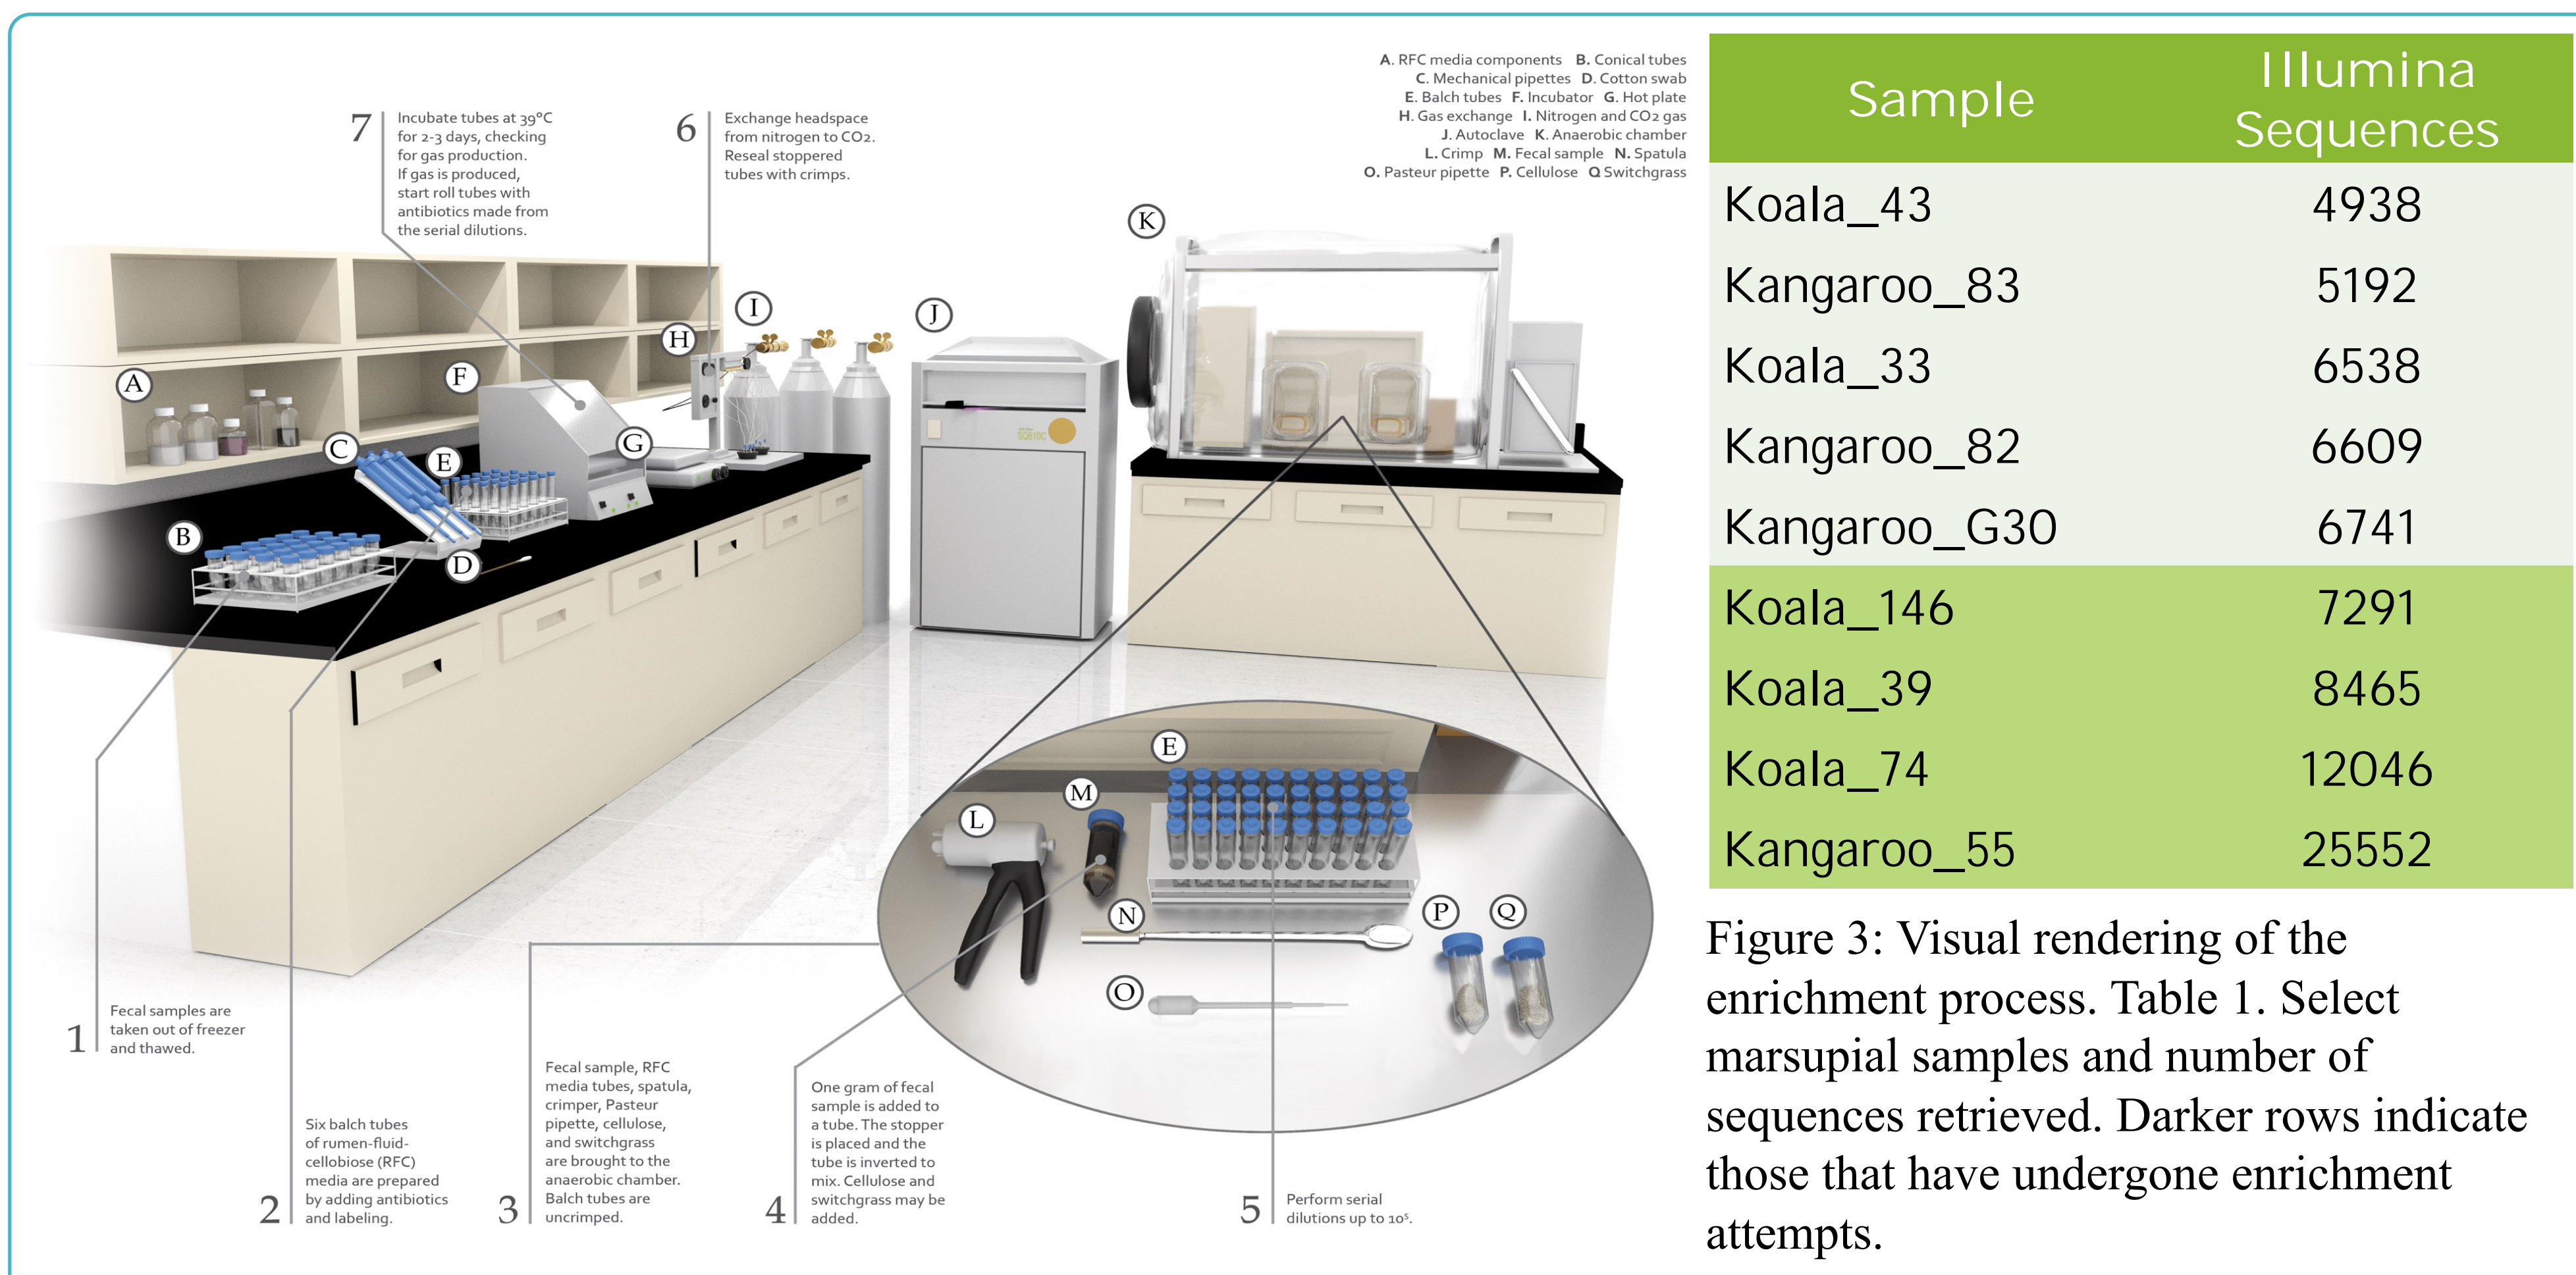 A. RFC media components B. Conical tubes
C. Mechanical pipettes D. Cotton swab
E. Balch tubes F. Incubator G. Hot plate
H. Gas exchange I. Nitrogen and CO2 gas
J. Autoclave K. Anaerobic chamber
L. Crimp M. Fecal sample N. Spatula
O. Pasteur pipette P. Cellulose Q Switchgrass
7
Incubate tubes at 39°C
for 2-3 days, checking
for gas production.
If gas is produced,
start roll tubes with
antibiotics made from
the serial dilutions.
6
Exchange headspace
from nitrogen to CO2.
Reseal stoppered
tubes with crimps.
K
I
J
H
A
F
G
C
E
B
D
SQ810C
E
M
L
N
P
Q
O
1
Fecal samples are
taken out of freezer
and thawed.
2
Six balch tubes
of rumen-fluid-
cellobiose (RFC)
media are prepared
by adding antibiotics
and labeling.
3
Fecal sample, RFC
media tubes, spatula,
crimper, Pasteur
pipette, cellulose,
and switchgrass
are brought to the
anaerobic chamber.
Balch tubes are
uncrimped.
4
One gram of fecal
sample is added to
a tube. The stopper
is placed and the
tube is inverted to
mix. Cellulose and
switchgrass may be
added.
5
Perform serial
dilutions up to 10⁵.
Sample Illumina
Sequences
Koala_43 4938
Kangaroo_83 5192
Koala_33 6538
Kangaroo_82 6609
Kangaroo_G30 6741
Koala_146 7291
Koala_39 8465
Koala_74 12046
Kangaroo_55 25552
Figure 3: Visual rendering of the
enrichment process. Table 1. Select
marsupial samples and number of
sequences retrieved. Darker rows indicate
those that have undergone enrichment
attempts.